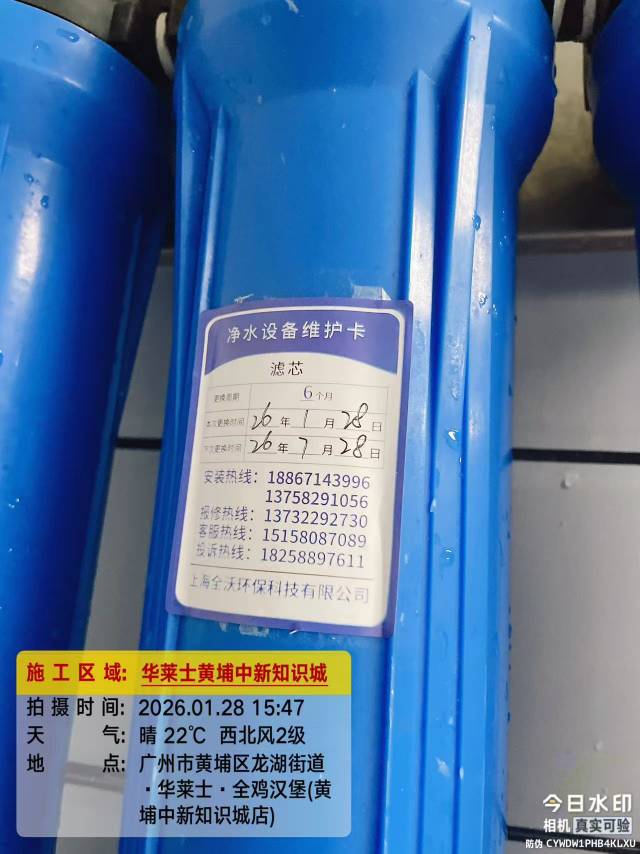 净水设备维护卡
滤芯
更换周期 6个月
本次更换时间 26年1月28日
下次更换时间 26年7月28日
安装热线：18867143996
13758291056
报修热线：13732292730
客服热线：15158087089
投诉热线：18258897611
上海全沃环保科技有限公司
施工区域：华莱士黄埔中新知识城
拍摄时间：2026.01.28 15:47
天气：晴 22℃ 西北风2级
地点：广州市黄埔区龙湖街道
·华莱士·全鸡汉堡(黄
埔中新知识城店)
今日水印
相机 真实可验
防伪 CYWDW1PHB4KLXU